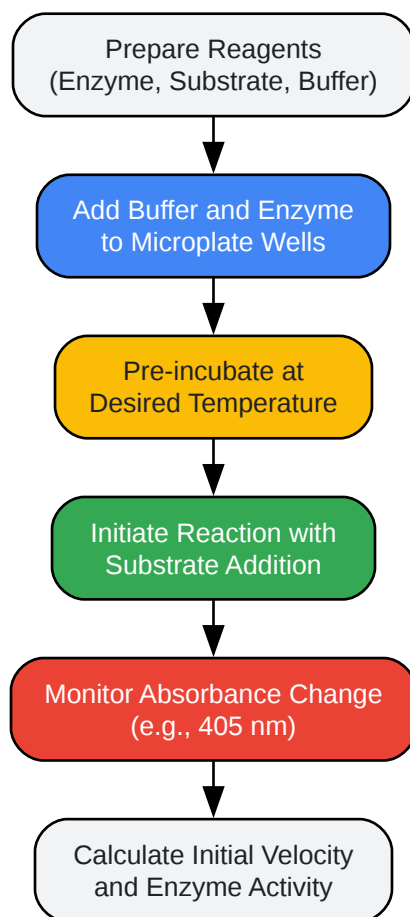 Prepare Reagents
(Enzyme, Substrate, Buffer)
Add Buffer and Enzyme
to Microplate Wells
Pre-incubate at
Desired Temperature
Initiate Reaction with
Substrate Addition
Monitor Absorbance Change
(e.g., 405 nm)
Calculate Initial Velocity
and Enzyme Activity